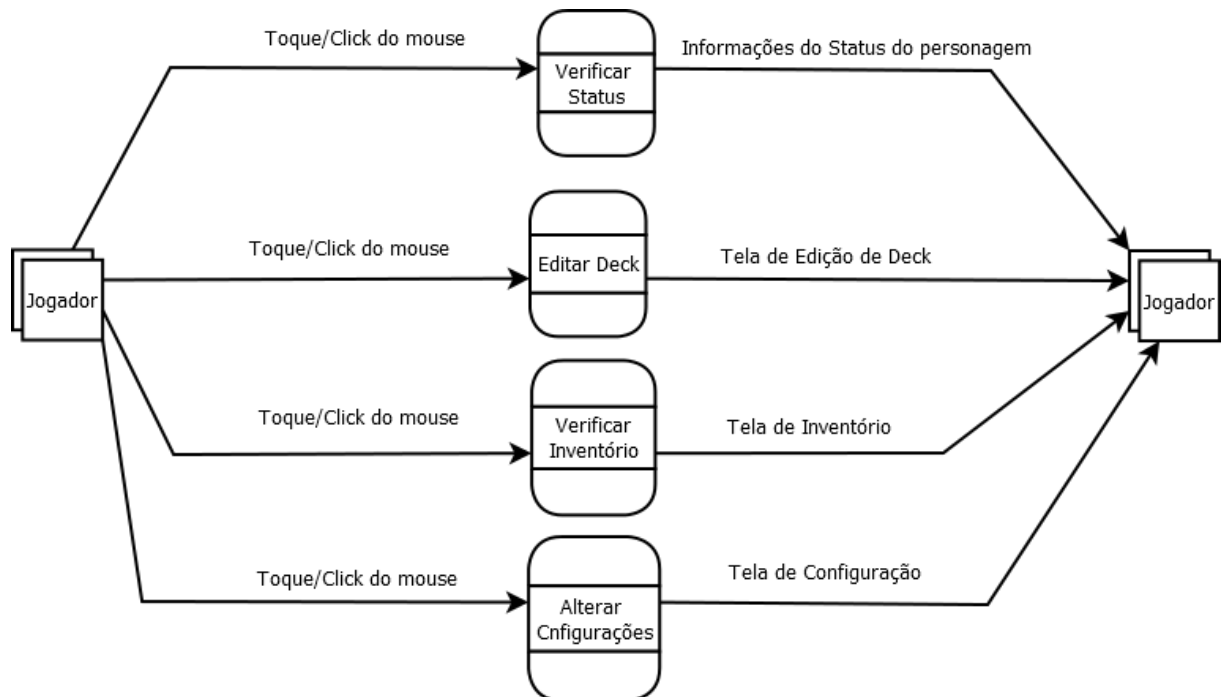 Toque/Click do mouse
Verificar
Status
Informações do Status do personagem
Jogador
Toque/Click do mouse
Editar Deck
Tela de Edição de Deck
Jogador
Toque/Click do mouse
Verificar
Inventório
Tela de Inventório
Toque/Click do mouse
Alterar
Cnfigurações
Tela de Configuração